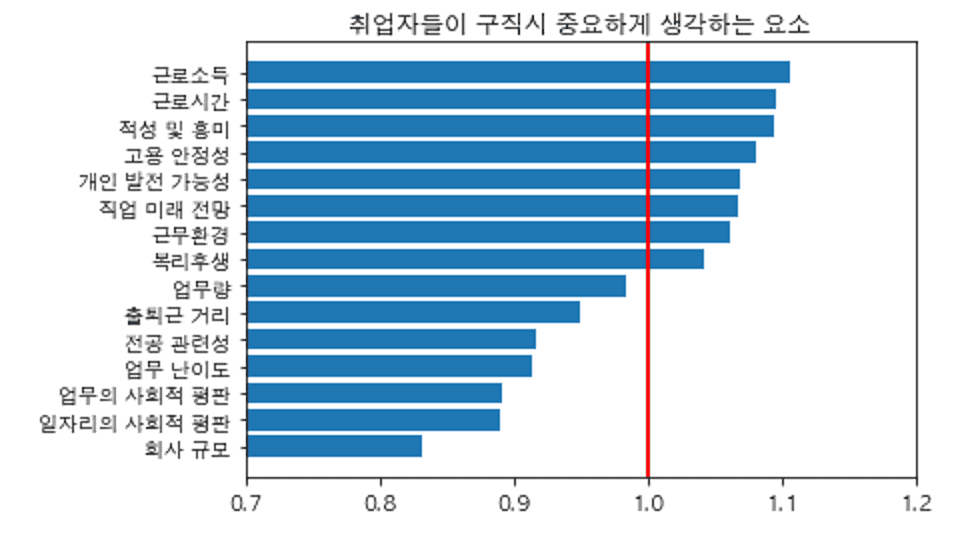 취업자들이 구직시 중요하게 생각하는 요소
근로소득
근로시간
적성 및 흥미
고용 안정성
개인 발전 가능성
직업 미래 전망
근무환경
복리후생
업무량
출퇴근 거리
전공 관련성
업무 난이도
업무의 사회적 평판
일자리의 사회적 평판
회사 규모
0.7 0.8 0.9 1.0 1.1 1.2